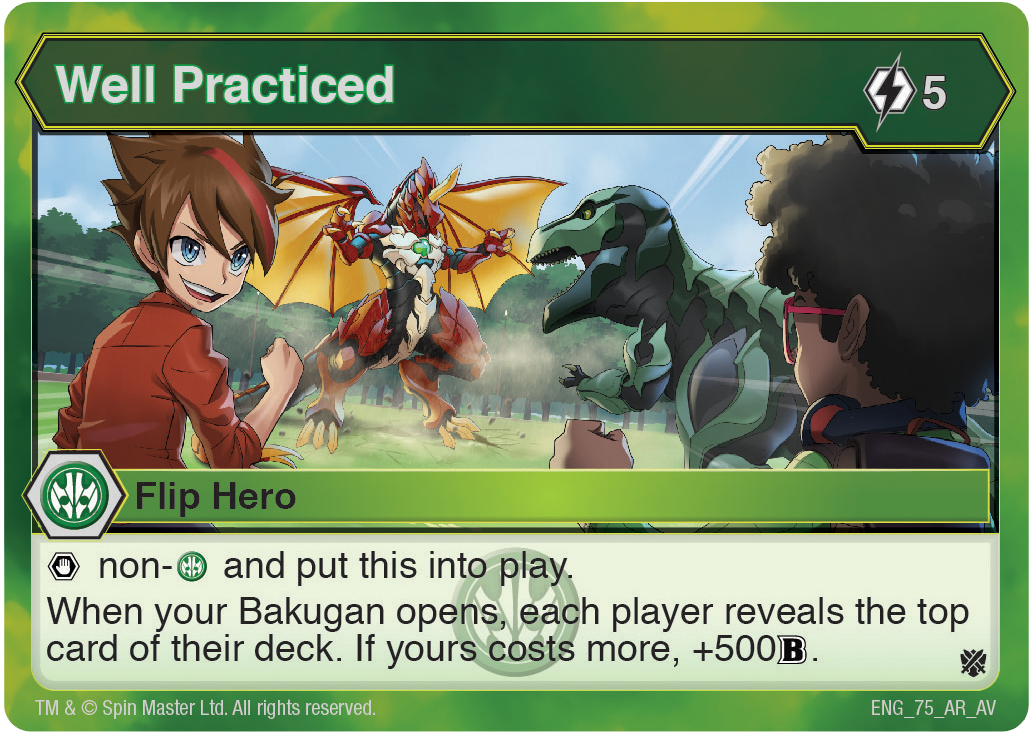 Well Practiced
5
Flip Hero
non- and put this into play.
When your Bakugan opens, each player reveals the top
card of their deck. If yours costs more, +500B.
TM & © Spin Master Ltd. All rights reserved.
ENG_75_AR_AV